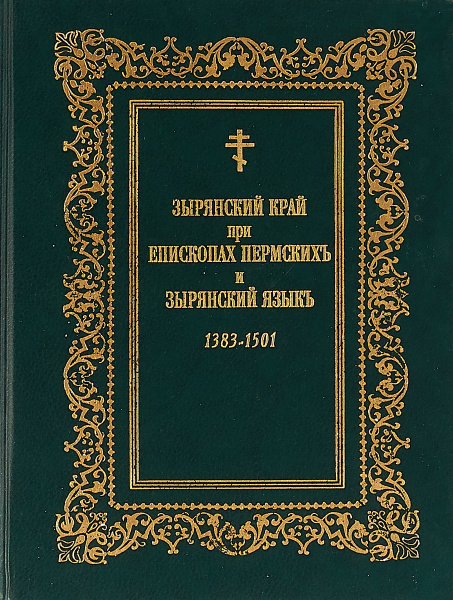 ЗЫРЯНСКИЙ КРАЙ
при
ЕПИСКОПАХ ПЕРМСКИХЪ
и
ЗЫРЯНСКИЙ ЯЗЫКЪ
1383-1501